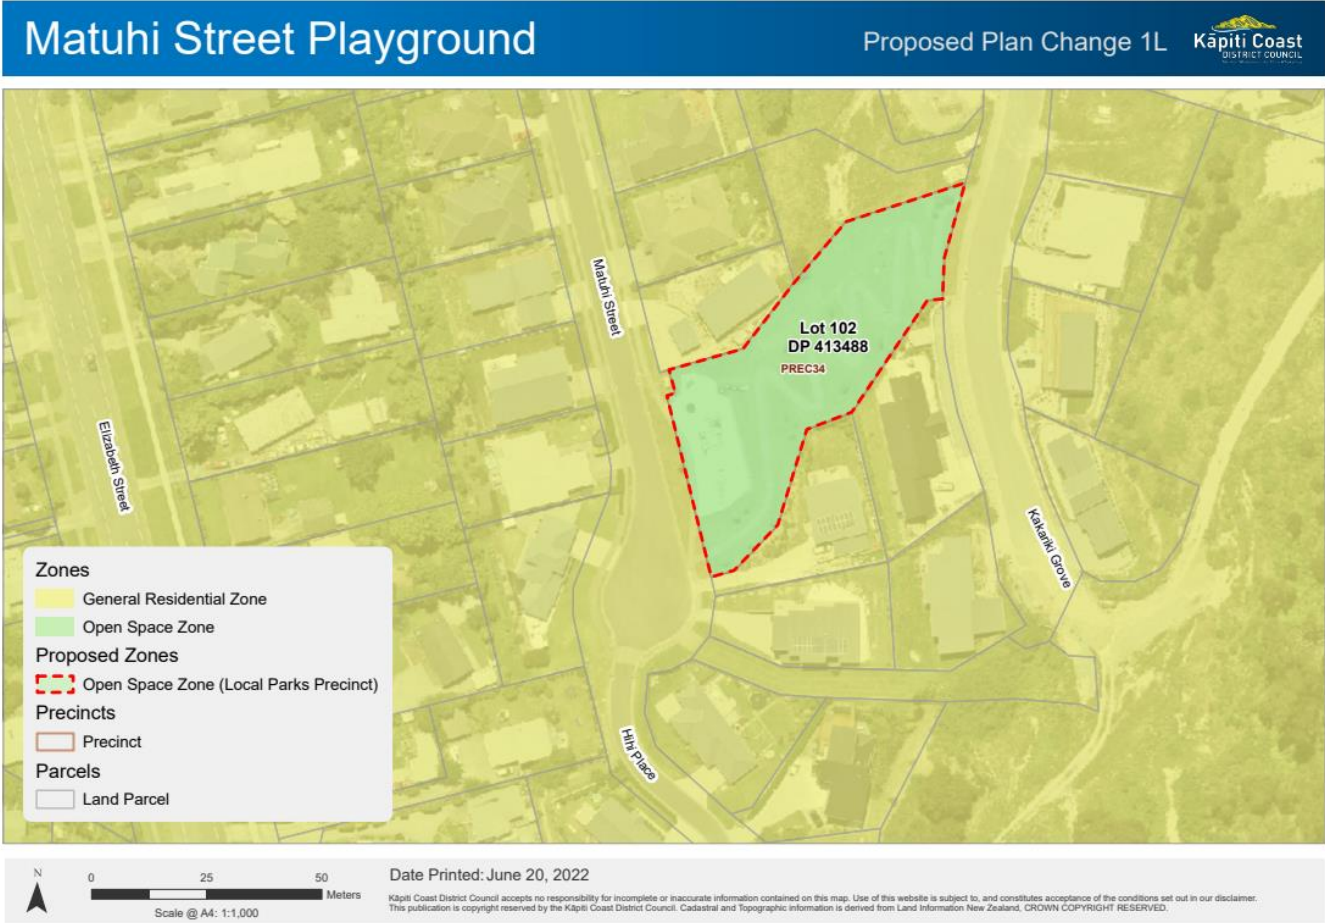 Matuhi Street Playground
Proposed Plan Change 1L
Kāpiti Coast
DISTRICT COUNCIL
Matuhi Street
Lot 102
DP 413488
PREC34
Elizabeth Street
Kakariki Grove
Hihi Place
Zones
General Residential Zone
Open Space Zone
Proposed Zones
Open Space Zone (Local Parks Precinct)
Precincts
Precinct
Parcels
Land Parcel
N
0 25 50
Meters
Scale @ A4: 1:1,000
Date Printed: June 20, 2022
Kāpiti Coast District Council accepts no responsibility for incomplete or inaccurate information contained on this map. Use of this website is subject to, and constitutes acceptance of the conditions set out in our disclaimer.
This publication is copyright reserved by the Kāpiti Coast District Council. Cadastral and Topographic information is derived from Land Information New Zealand, CROWN COPYRIGHT RESERVED.